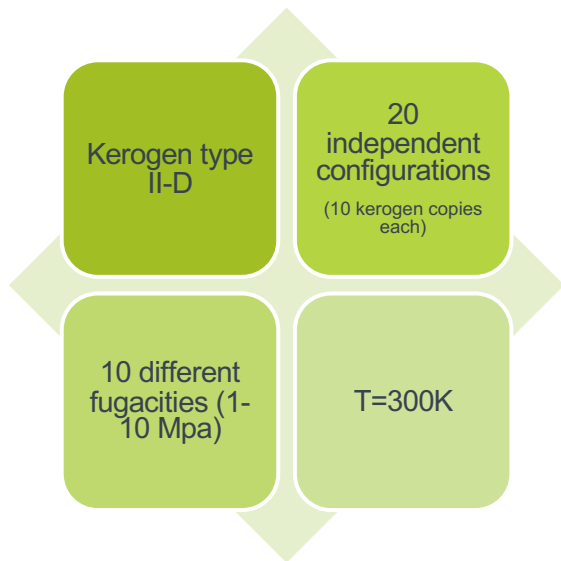 Kerogen type
II-D
20
independent
configurations
(10 kerogen copies
each)
10 different
fugacities (1-
10 Mpa)
T=300K